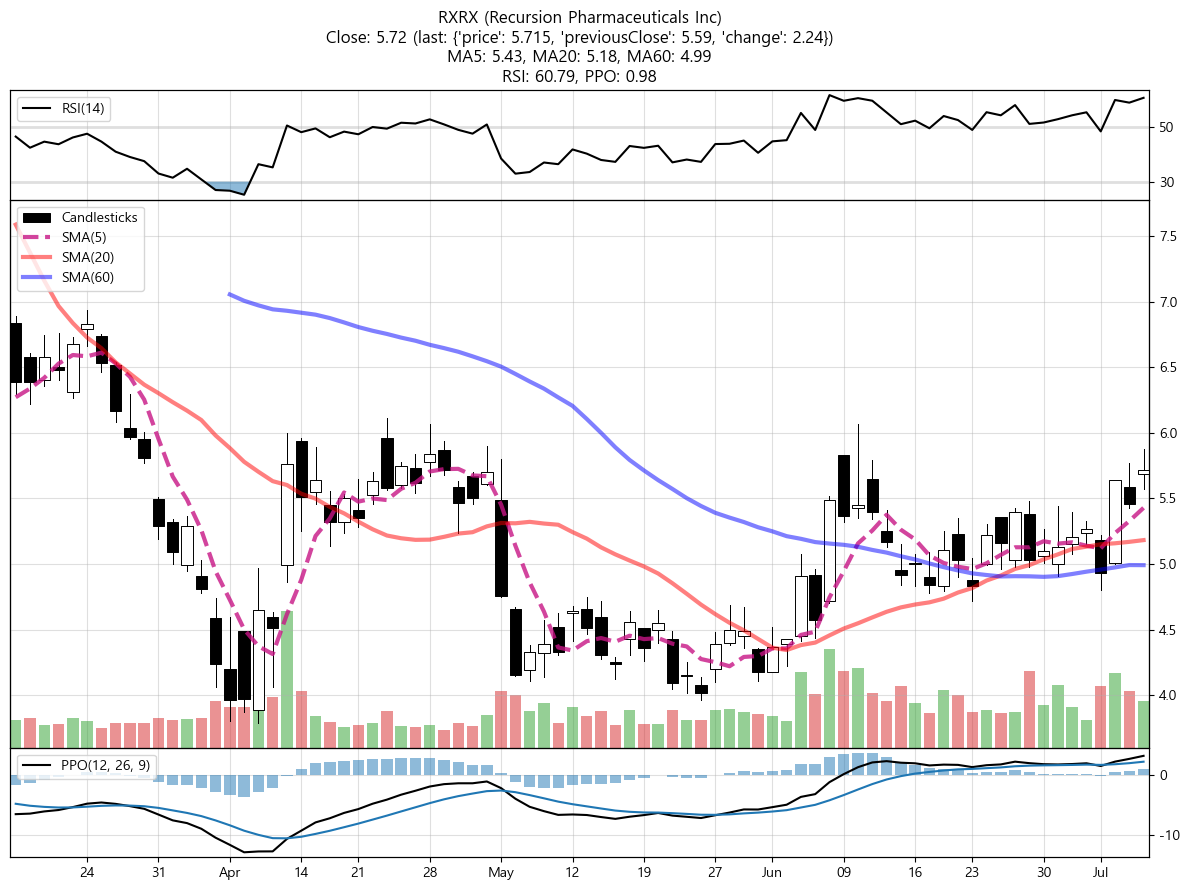 RXRX (Recursion Pharmaceuticals Inc)
Close: 5.72 (last: {'price': 5.715, 'previousClose': 5.59, 'change': 2.24})
MA5: 5.43, MA20: 5.18, MA60: 4.99
RSI: 60.79, PPO: 0.98
RSI(14)
50
30
Candlesticks
SMA(5)
SMA(20)
SMA(60)
7.5
7.0
6.5
6.0
5.5
5.0
4.5
4.0
PPO(12, 26, 9)
0
-10
24 31 Apr 14 21 28 May 12 19 27 Jun 09 16 23 30 Jul